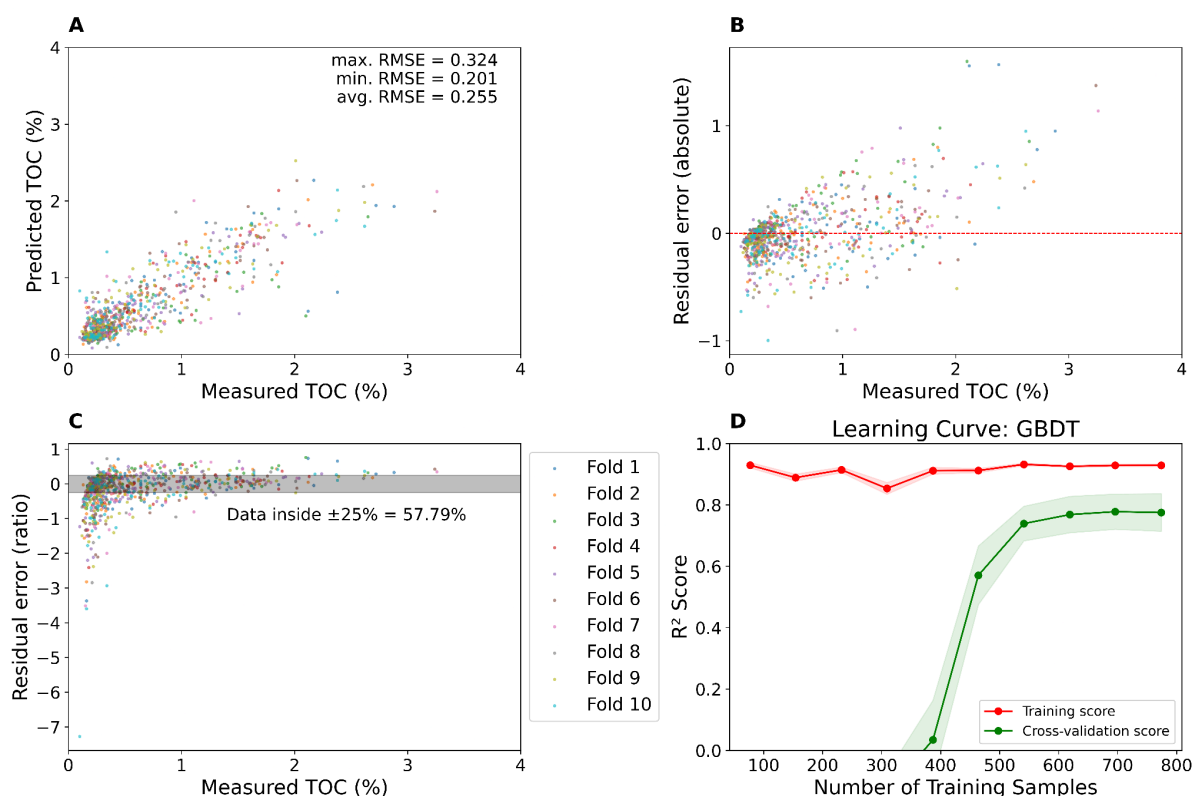 A
max. RMSE = 0.324
min. RMSE = 0.201
avg. RMSE = 0.255
Predicted TOC (%)
4
3
2
1
0
0 1 2 3 4
Measured TOC (%)
B
Residual error (absolute)
1
0
−1
0 1 2 3 4
Measured TOC (%)
C
Residual error (ratio)
1
0
−1
−2
−3
−4
−5
−6
−7
Data inside ±25% = 57.79%
0 1 2 3 4
Measured TOC (%)
Fold 1
Fold 2
Fold 3
Fold 4
Fold 5
Fold 6
Fold 7
Fold 8
Fold 9
Fold 10
D
Learning Curve: GBDT
R² Score
1.0
0.8
0.6
0.4
0.2
0.0
Training score
Cross-validation score
100 200 300 400 500 600 700 800
Number of Training Samples